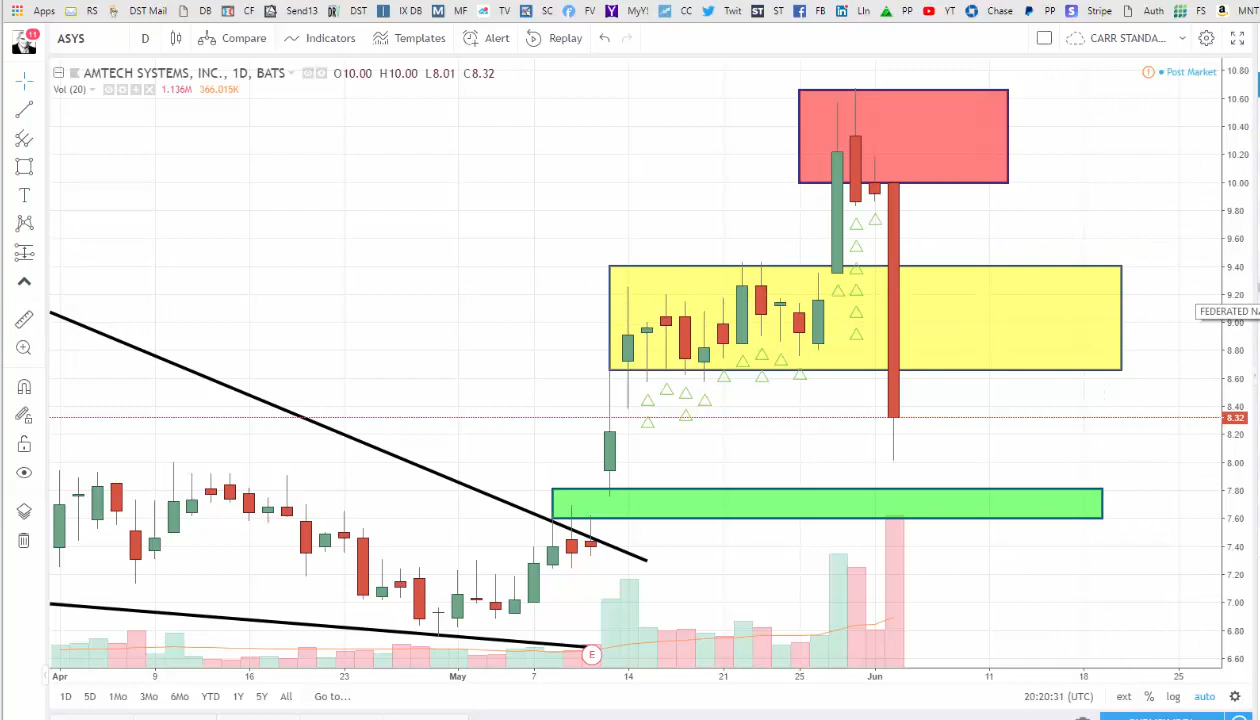 Apps EM RS DST Mail DB CF Send13 DST IX DB MF TV SC FV MyY! CC Twit ST FB LIn PP YT Chase PP Stripe Auth FS MNT
11 ASYS D Compare Indicators Templates Alert Replay CARR STANDA...
AMTECH SYSTEMS, INC., 1D, BATS O10.00 H10.00 L8.01 C8.32
Post Market
Vol (20) 1.136M 366.015K
10.80
10.60
10.40
10.20
10.00
9.80
9.60
9.40
9.20
FEDERATED NA
9.00
8.80
8.60
8.40
8.32
8.20
8.00
7.80
7.60
7.40
7.20
7.00
6.80
E
6.60
Apr 9 16 23 May 7 14 21 25 Jun 11 18 25
1D 5D 1Mo 3Mo 6Mo YTD 1Y 5Y All Go to... 20:20:31 (UTC) ext % log auto